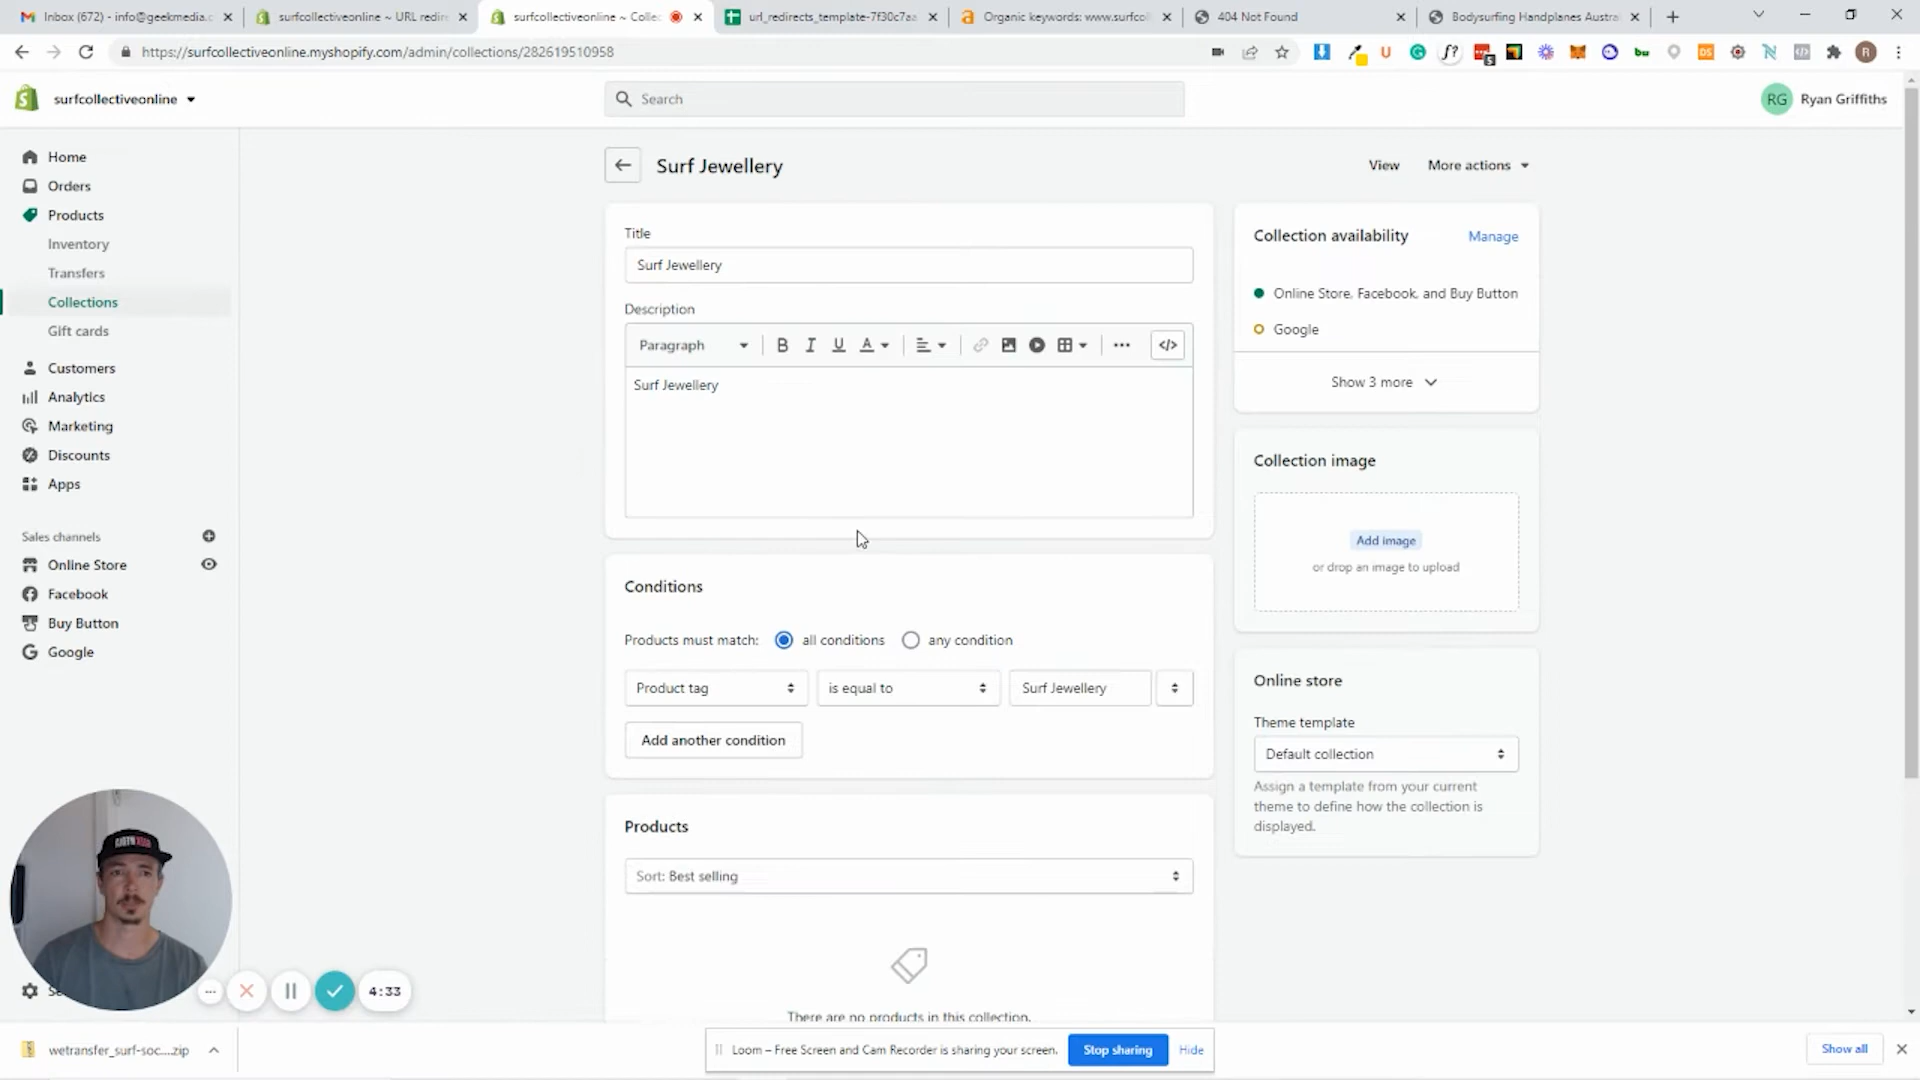 Inbox (672) - info@geekmedia.c
surfcollectiveonline ~ URL redire
surfcollectiveonline ~ Collec
url_redirects_template-7f30c7aa
Organic keywords: www.surfcol
404 Not Found
Bodysurfing Handplanes Austra
https://surfcollectiveonline.myshopify.com/admin/collections/282619510958
surfcollectiveonline
Search
RG
Ryan Griffiths
Home
Orders
Products
Inventory
Transfers
Collections
Gift cards
Customers
Analytics
Marketing
Discounts
Apps
Sales channels
Online Store
Facebook
Buy Button
Google
Surf Jewellery
View
More actions
Title
Surf Jewellery
Description
Paragraph
B I U A
Surf Jewellery
Conditions
Products must match:
all conditions
any condition
Product tag
is equal to
Surf Jewellery
Add another condition
Products
Sort: Best selling
There are no products in this collection.
Collection availability
Manage
Online Store, Facebook, and Buy Button
Google
Show 3 more
Collection image
Add image
or drop an image to upload
Online store
Theme template
Default collection
Assign a template from your current
theme to define how the collection is
displayed.
4:33
wetransfer_surf-soc....zip
Loom – Free Screen and Cam Recorder is sharing your screen.
Stop sharing
Hide
Show all